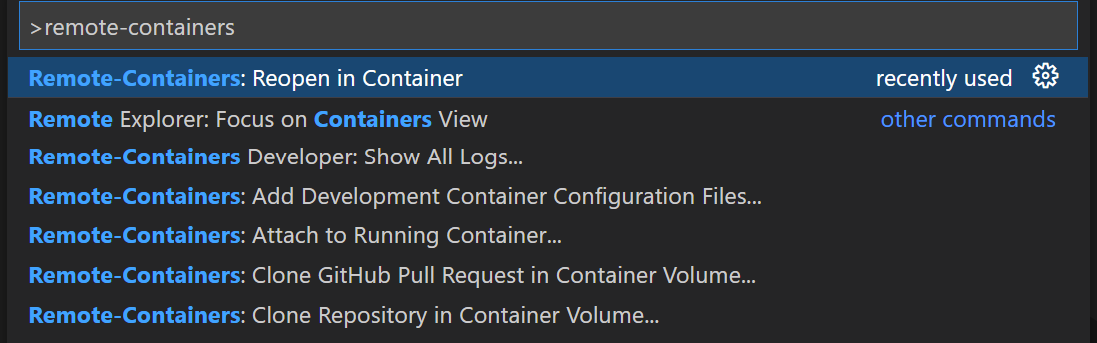 >remote-containers
Remote-Containers: Reopen in Container recently used
Remote Explorer: Focus on Containers View other commands
Remote-Containers Developer: Show All Logs...
Remote-Containers: Add Development Container Configuration Files...
Remote-Containers: Attach to Running Container...
Remote-Containers: Clone GitHub Pull Request in Container Volume...
Remote-Containers: Clone Repository in Container Volume...